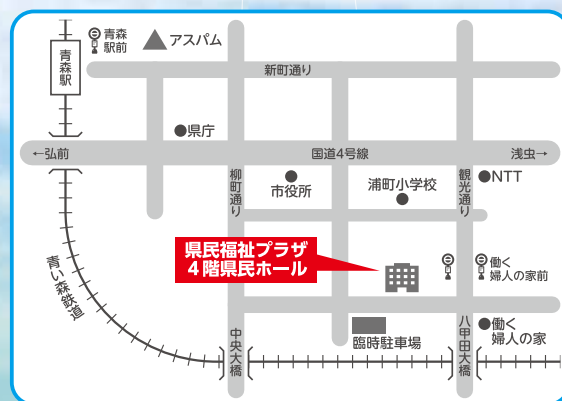 青森
駅前
アスパム
青森駅
新町通り
県庁
←弘前
国道4号線
浅虫→
柳町通り
市役所
浦町小学校
観光通り
NTT
県民福祉プラザ
4階県民ホール
働く
婦人の家前
青い森鉄道
中央大橋
臨時駐車場
八甲田大橋
働く
婦人の家